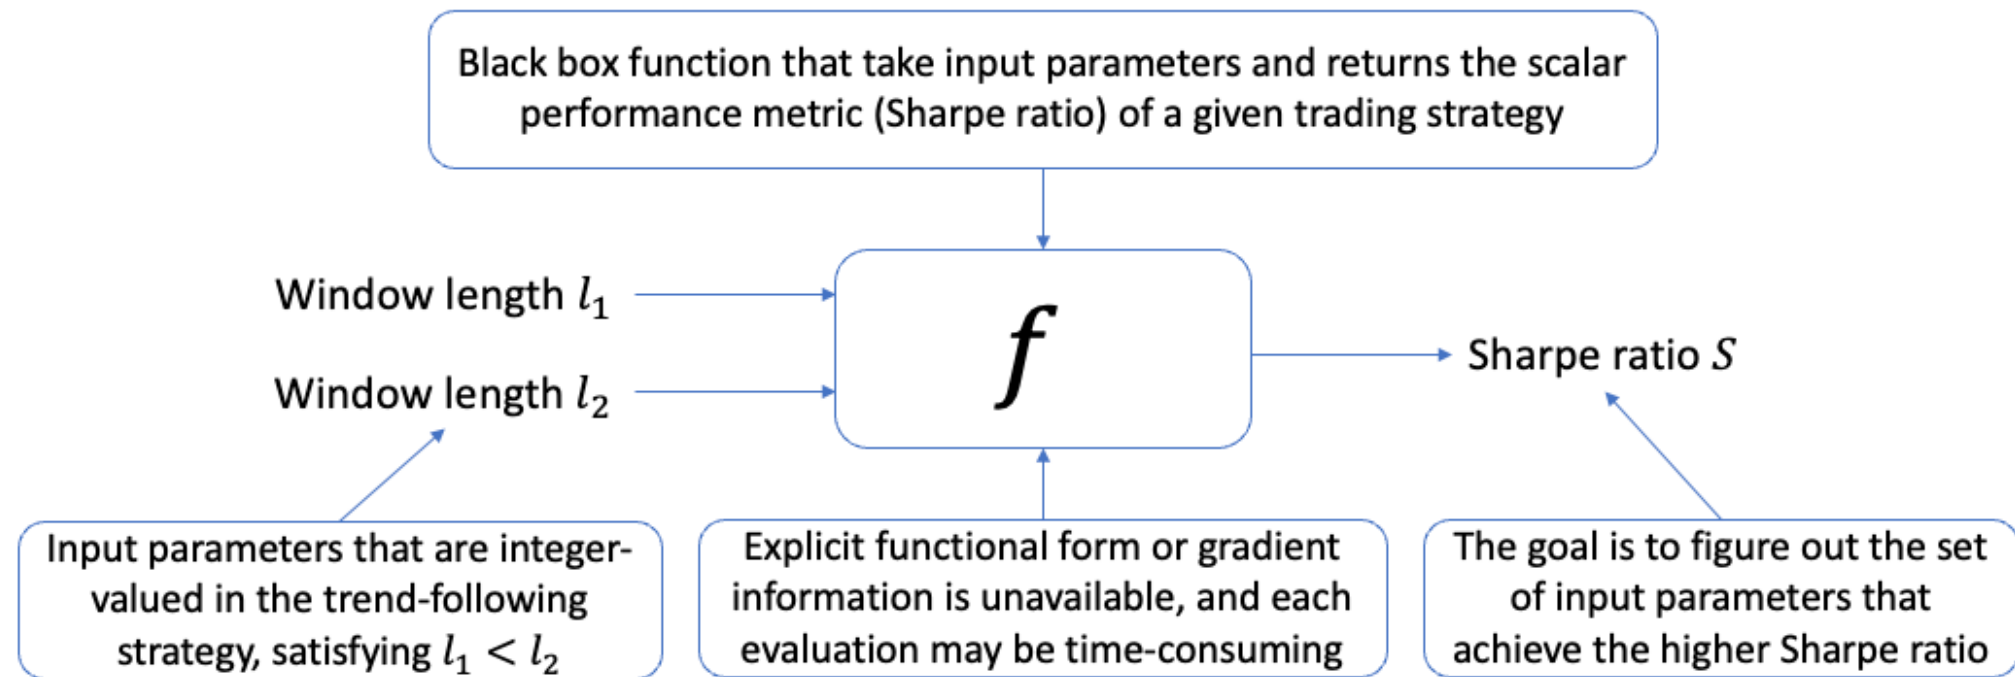 Black box function that take input parameters and returns the scalar
performance metric (Sharpe ratio) of a given trading strategy
Window length l₁
f
Window length l₂
Sharpe ratio S
Input parameters that are integer-
valued in the trend-following
strategy, satisfying l₁ < l₂
Explicit functional form or gradient
information is unavailable, and each
evaluation may be time-consuming
The goal is to figure out the set
of input parameters that
achieve the higher Sharpe ratio